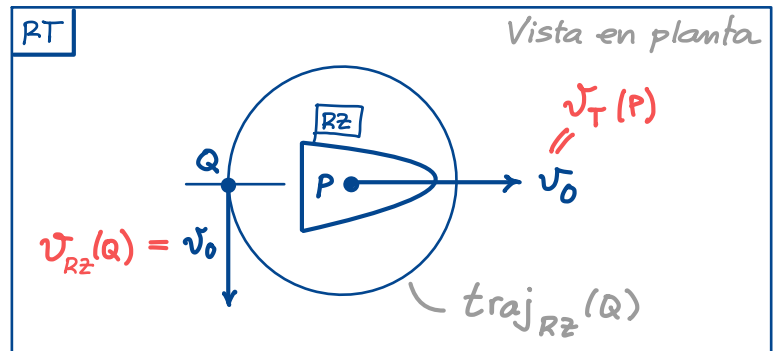 RT
Vista en planta
v_T (P)
RZ
Q
P
v_0
v_RZ(Q) = v_0
traj_RZ(Q)